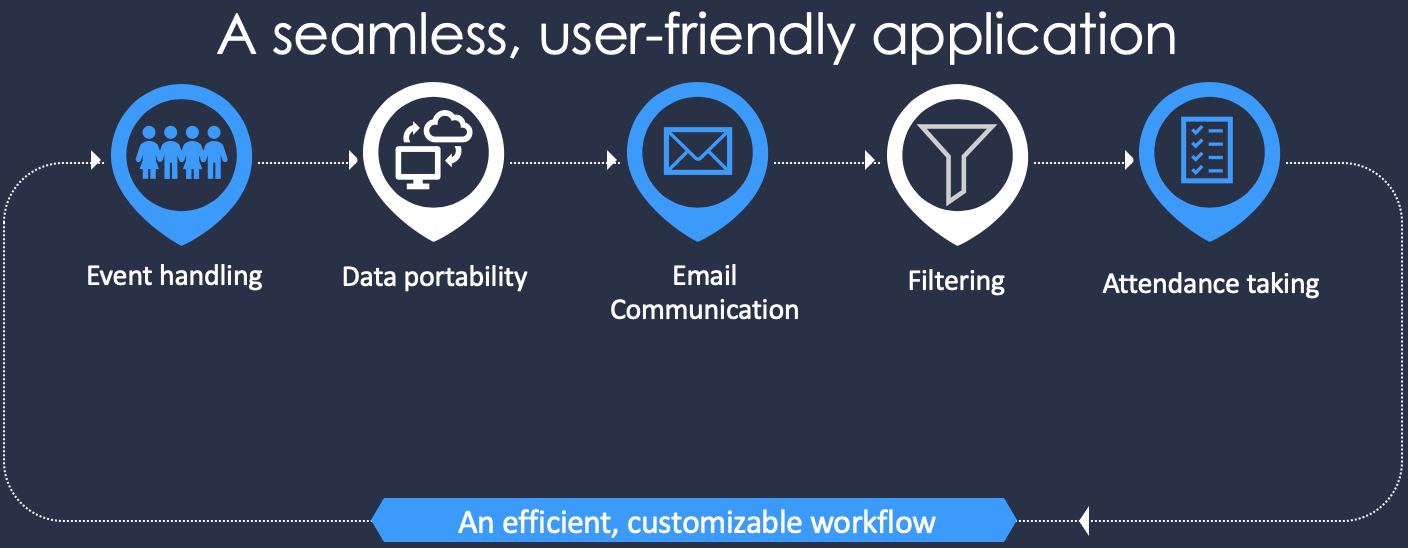 A seamless, user-friendly application
Event handling
Data portability
Email
Communication
Filtering
Attendance taking
An efficient, customizable workflow